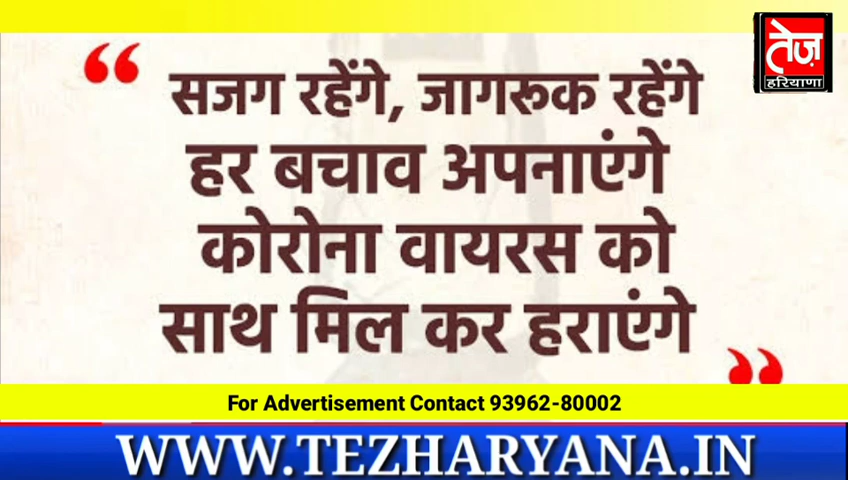 तेज़
हरियाणा
“ सजग रहेंगे, जागरूक रहेंगे
हर बचाव अपनाएंगे
कोरोना वायरस को
साथ मिल कर हराएंगे ”
For Advertisement Contact 93962-80002
WWW.TEZHARYANA.IN